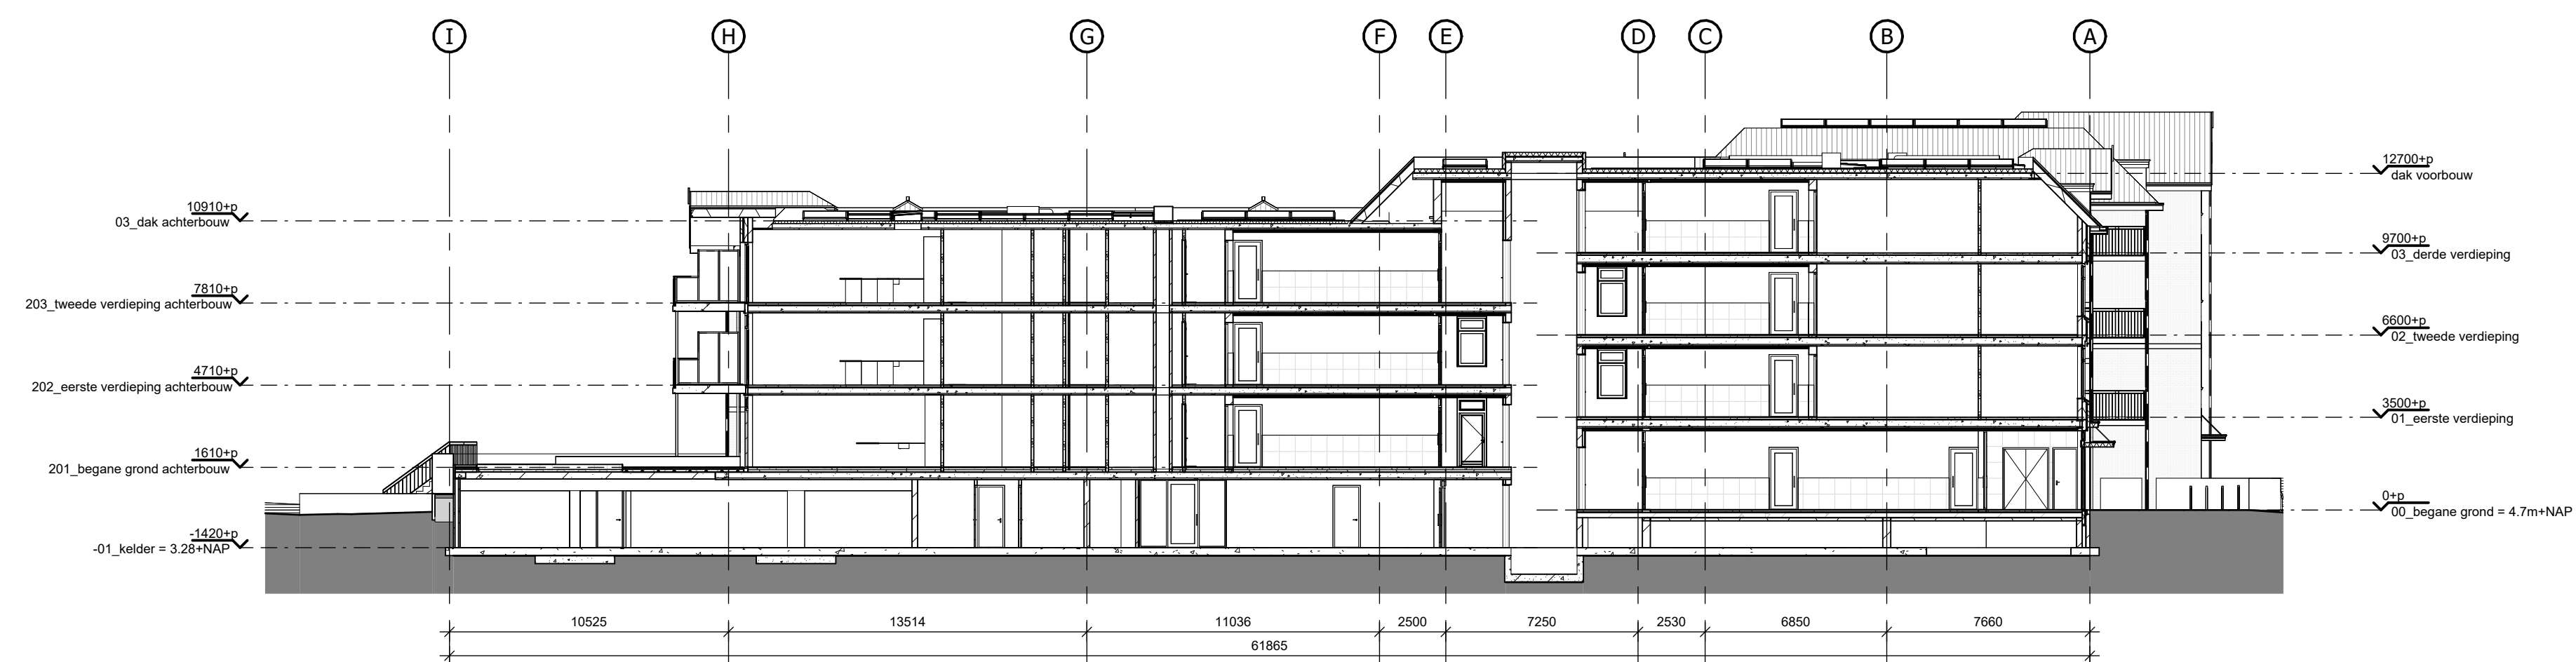 I
H
G
F
E
D
C
B
A
10910+p
03_dak achterbouw
7810+p
203_tweede verdieping achterbouw
4710+p
202_eerste verdieping achterbouw
1610+p
201_begane grond achterbouw
-1420+p
-01_kelder = 3.28+NAP
12700+p
dak voorbouw
9700+p
03_derde verdieping
6600+p
02_tweede verdieping
3500+p
01_eerste verdieping
0+p
00_begane grond = 4.7m+NAP
10525
13514
11036
2500
7250
2530
6850
7660
61865